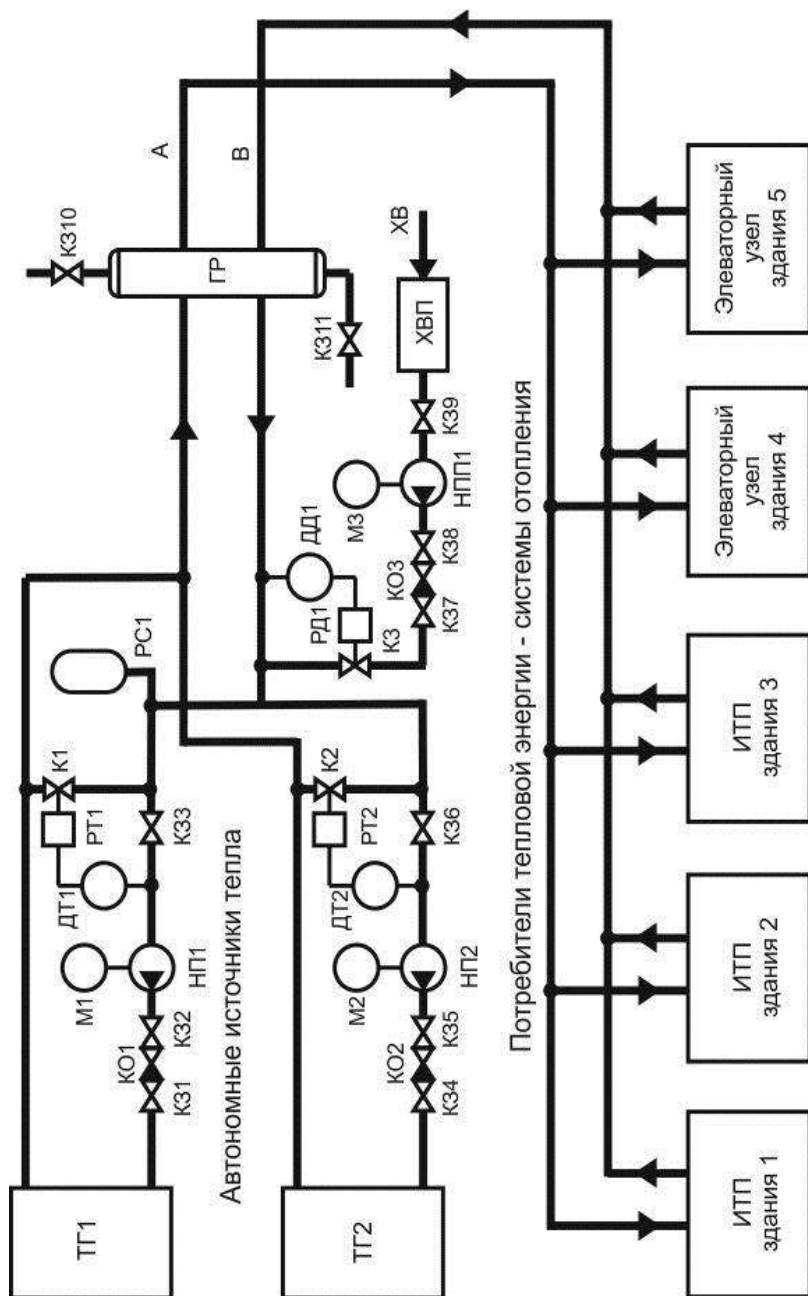 ТГ1
Автономные источники тепла
ТГ2
К31
КО1
К32
М1
НП1
ДТ1
РТ1
К1
К33
РС1
К34
КО2
К35
М2
НП2
ДТ2
РТ2
К2
К36
РД1
ДД1
К3
К37
КО3
К38
М3
НПП1
К39
ХВП
ХВ
ГР
К310
К311
А
В
Потребители тепловой энергии - системы отопления
ИТП
здания 1
ИТП
здания 2
ИТП
здания 3
Элеваторный
узел
здания 4
Элеваторный
узел
здания 5